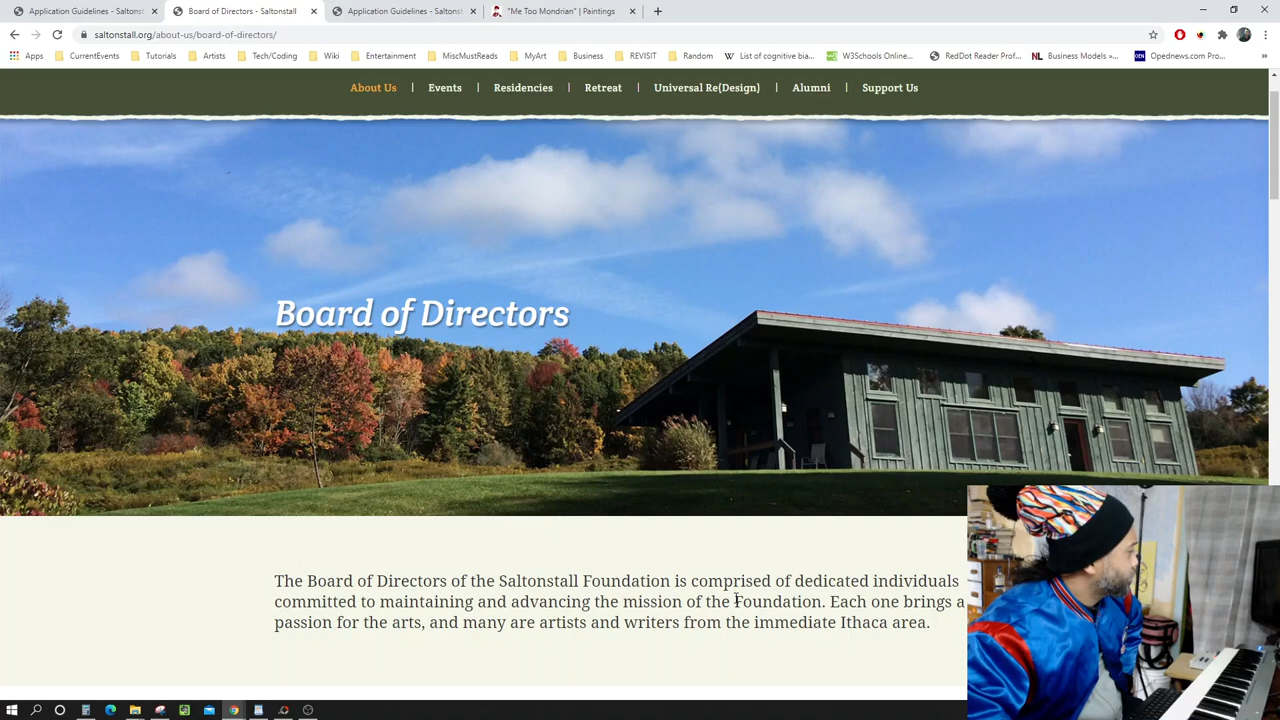 Application Guidelines - Saltonstall
Board of Directors - Saltonstall
Application Guidelines - Saltonstall
"Me Too Mondrian" | Paintings
saltonstall.org/about-us/board-of-directors/
Apps
CurrentEvents
Tutorials
Artists
Tech/Coding
Wiki
Entertainment
MiscMustReads
MyArt
Business
REVISIT
Random
List of cognitive bia...
W3Schools Online...
RedDot Reader Prof...
Business Models »...
Opednews.com Pro...
About Us | Events | Residencies | Retreat | Universal Re(Design) | Alumni | Support Us
Board of Directors
The Board of Directors of the Saltonstall Foundation is comprised of dedicated individuals
committed to maintaining and advancing the mission of the Foundation. Each one brings a
passion for the arts, and many are artists and writers from the immediate Ithaca area.